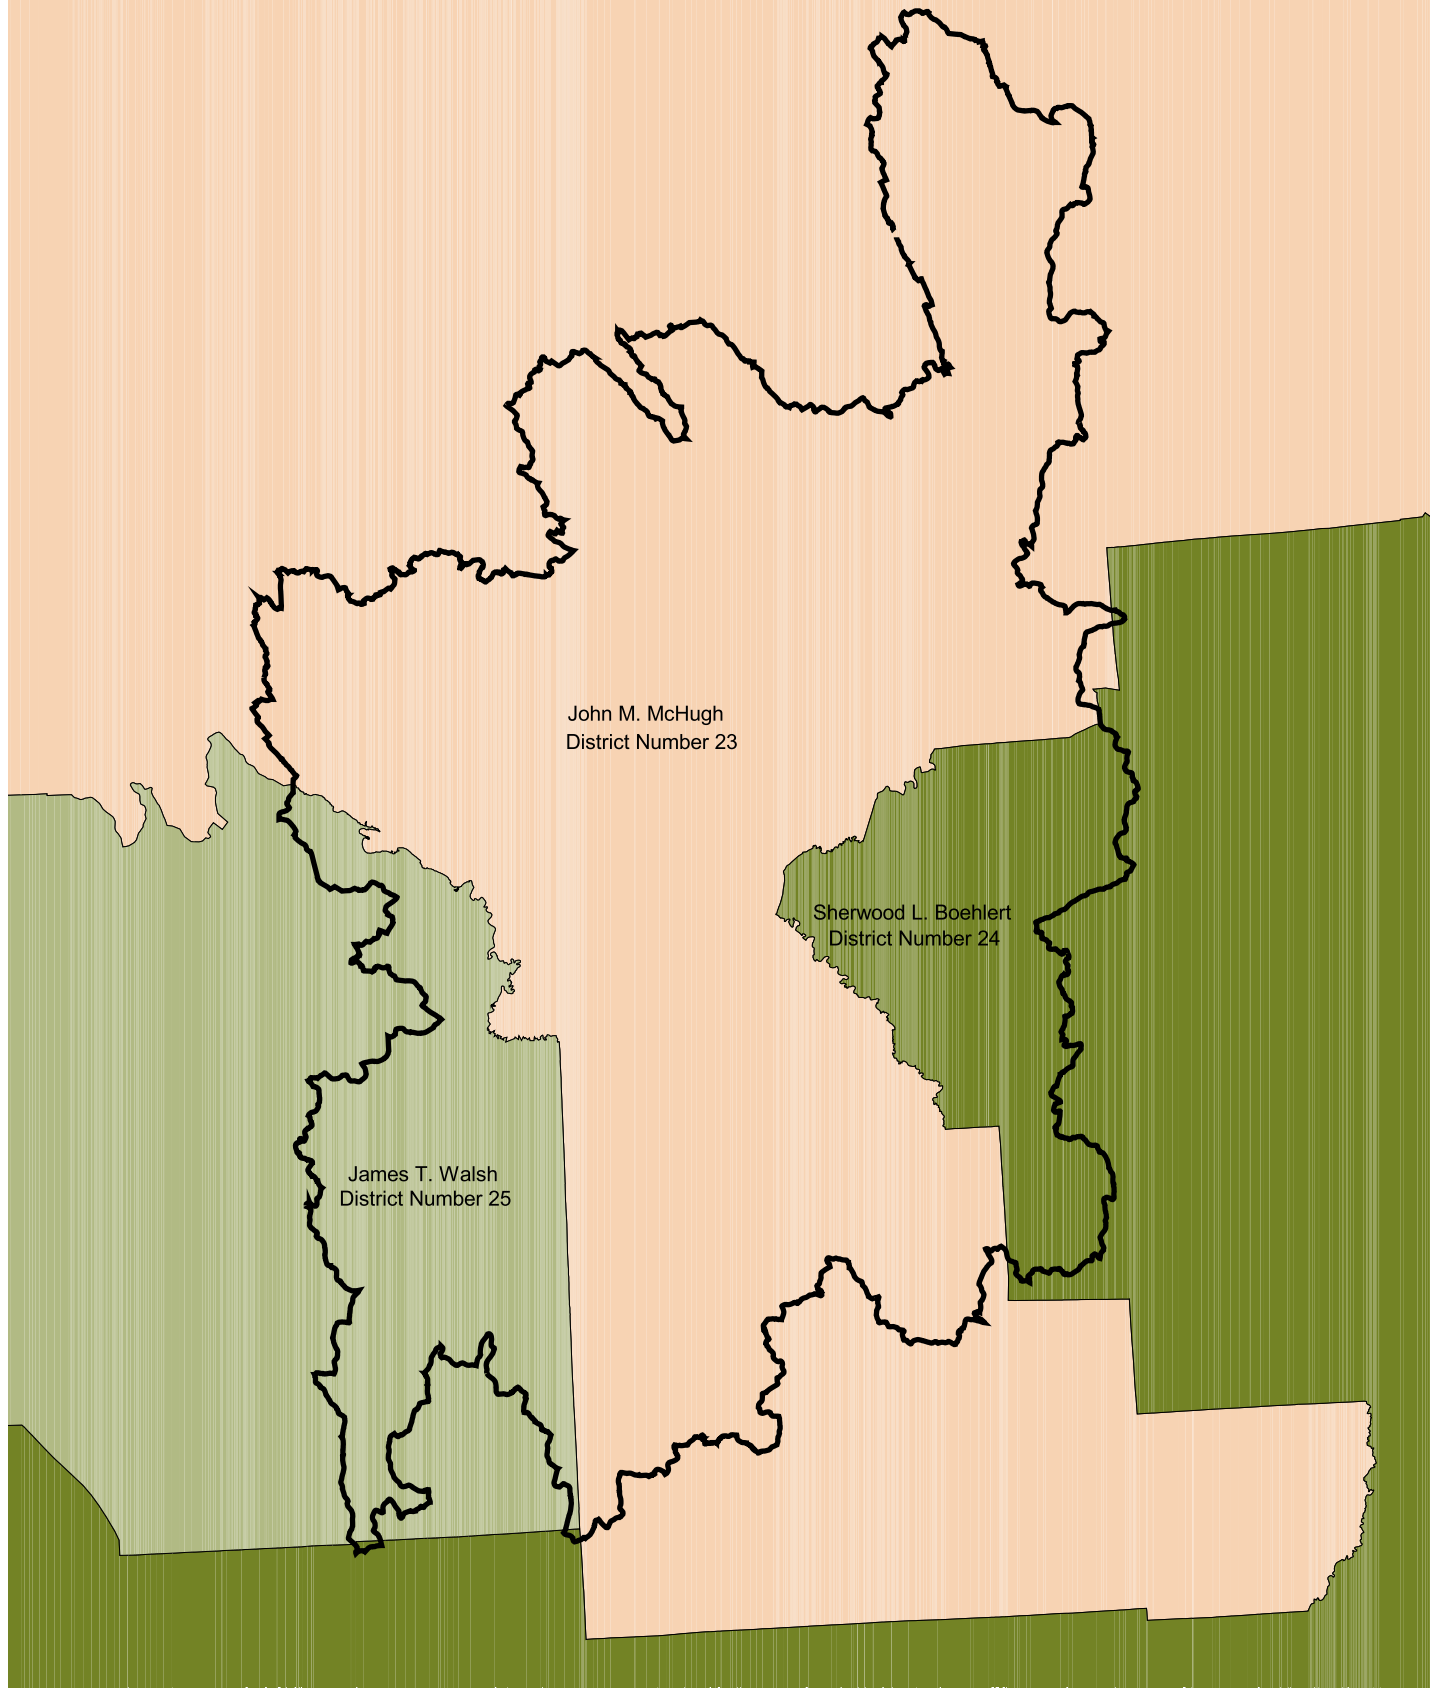 John M. McHugh
District Number 23
Sherwood L. Boehlert
District Number 24
James T. Walsh
District Number 25